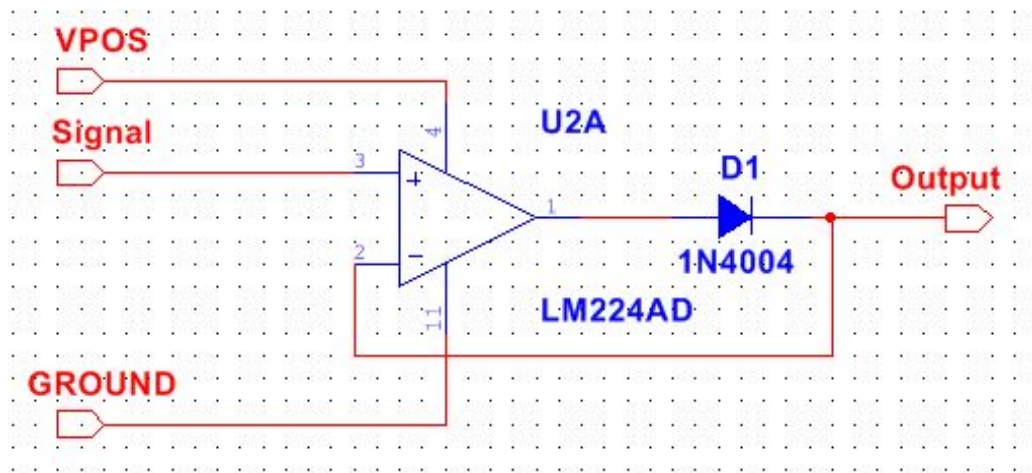 VPOS
Signal
4
U2A
3
+
D1
Output
1
2
-
1N4004
11
LM224AD
GROUND